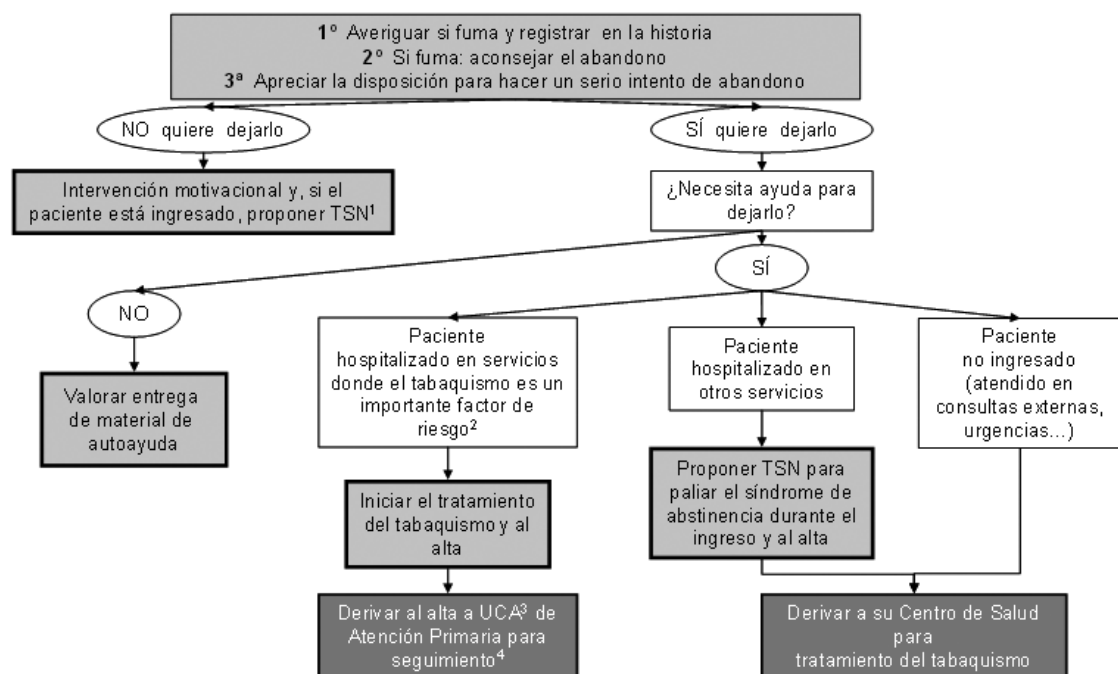 1º Averiguar si fuma y registrar en la historia
2º Si fuma: aconsejar el abandono
3ª Apreciar la disposición para hacer un serio intento de abandono
NO quiere dejarlo
SÍ quiere dejarlo
Intervención motivacional y, si el
paciente está ingresado, proponer TSN¹
¿Necesita ayuda para
dejarlo?
SÍ
NO
Valorar entrega
de material de
autoayuda
Paciente
hospitalizado en servicios
donde el tabaquismo es un
importante factor de
riesgo²
Paciente
hospitalizado en
otros servicios
Paciente
no ingresado
(atendido en
consultas externas,
urgencias...)
Iniciar el tratamiento
del tabaquismo y al
alta
Proponer TSN para
paliar el síndrome de
abstinencia durante el
ingreso y al alta
Derivar al alta a UCA³ de
Atención Primaria para
seguimiento⁴
Derivar a su Centro de Salud
para
tratamiento del tabaquismo